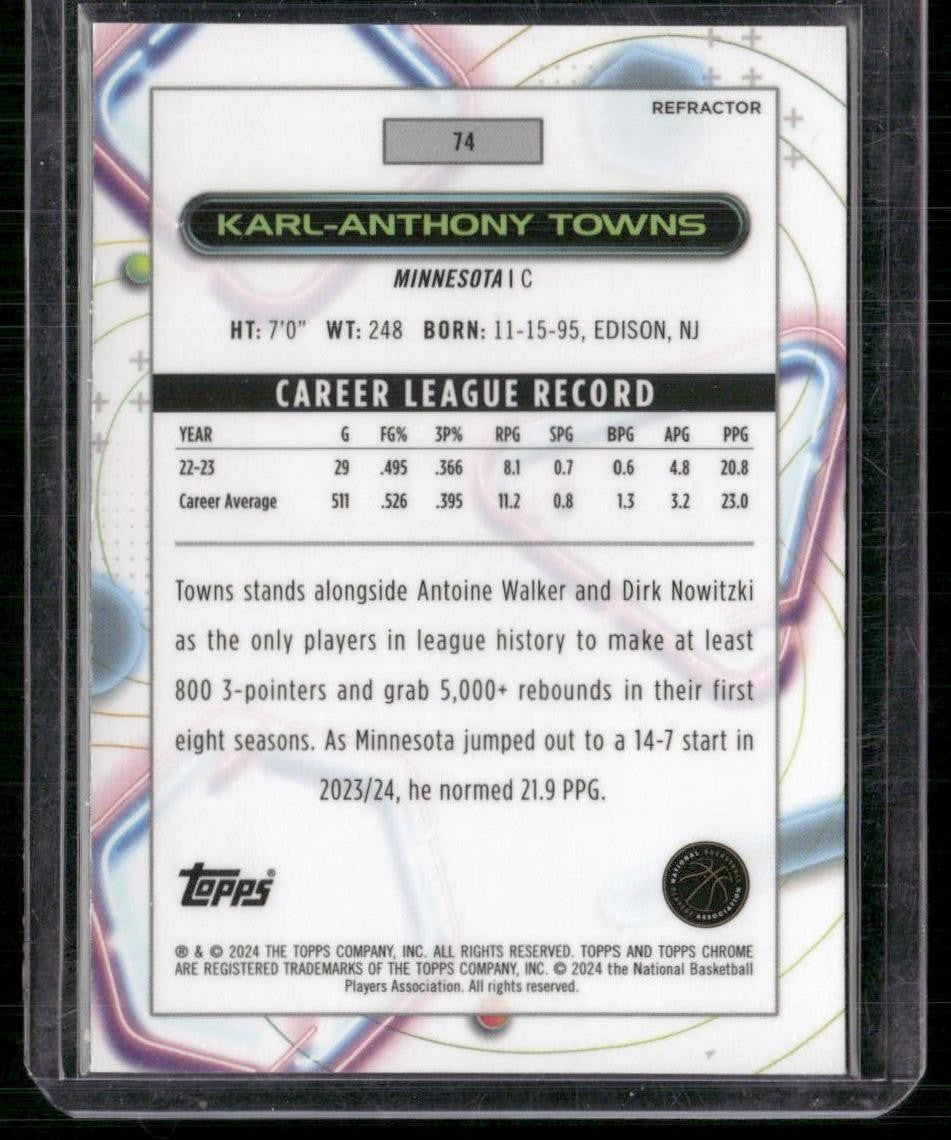 REFRACTOR
74
KARL-ANTHONY TOWNS
MINNESOTA | C
HT: 7'0" WT: 248 BORN: 11-15-95, EDISON, NJ
CAREER LEAGUE RECORD
YEAR G FG% 3P% RPG SPG BPG APG PPG
22-23 29 .495 .366 8.1 0.7 0.6 4.8 20.8
Career Average 511 .526 .395 11.2 0.8 1.3 3.2 23.0
Towns stands alongside Antoine Walker and Dirk Nowitzki
as the only players in league history to make at least
800 3-pointers and grab 5,000+ rebounds in their first
eight seasons. As Minnesota jumped out to a 14-7 start in
2023/24, he normed 21.9 PPG.
topps®
NATIONAL BASKETBALL PLAYERS ASSOCIATION
® & © 2024 THE TOPPS COMPANY, INC. ALL RIGHTS RESERVED. TOPPS AND TOPPS CHROME
ARE REGISTERED TRADEMARKS OF THE TOPPS COMPANY, INC. © 2024 the National Basketball
Players Association. All rights reserved.